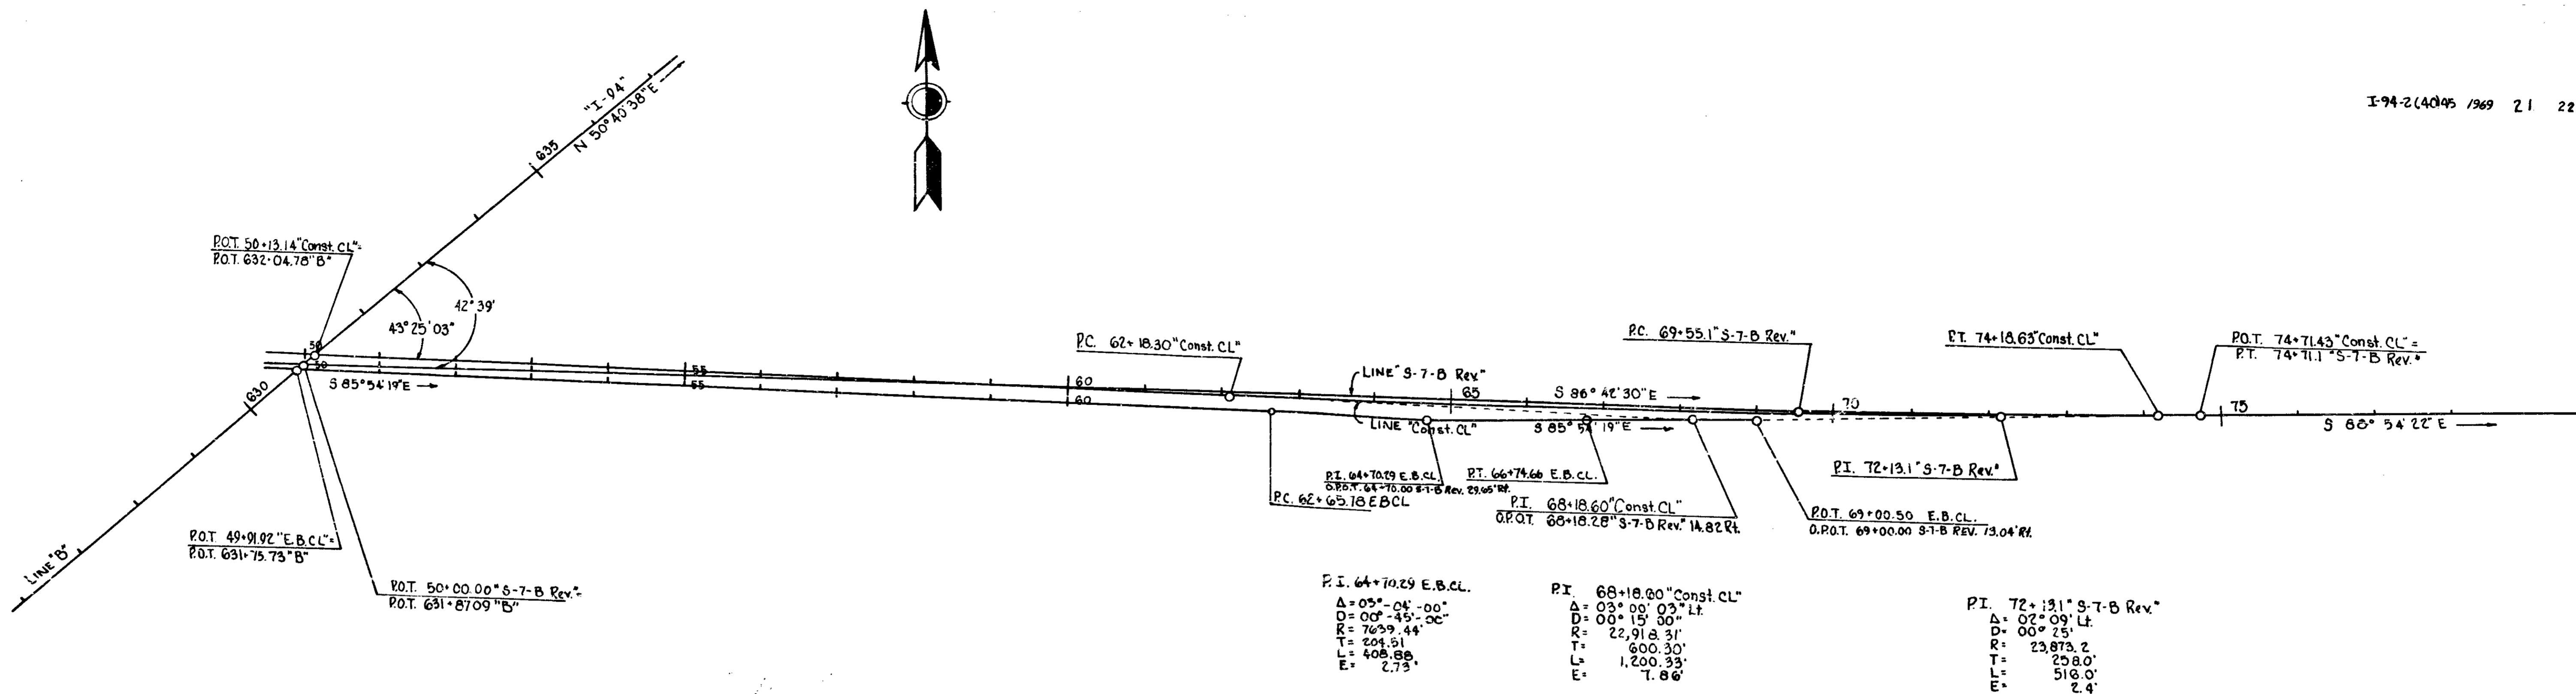 I-94-2(40)45 1969 21 22
"I-94"
N 50°40'38"E
635
P.O.T. 50+13.14 "Const. CL"=
P.O.T. 632+04.78 "B"
42°39'
43°25'03"
50
50
S 85°54'19"E
630
LINE "B"
P.O.T. 49+91.92 "E.B.CL"=
P.O.T. 631+75.73 "B"
P.O.T. 50+00.00 "S-7-B Rev."=
P.O.T. 631+87.09 "B"
55
55
60
60
P.C. 62+18.30 "Const. CL"
LINE "S-7-B Rev."
65
S 86°42'30"E
P.C. 69+55.1 "S-7-B Rev."
70
P.T. 74+18.63 "Const. CL"
P.O.T. 74+71.43 "Const. CL"=
P.T. 74+71.1 "S-7-B Rev."
75
S 88°54'22"E
LINE "Const. CL"
S 85°54'19"E
P.C. 62+65.78 EBCL
P.I. 64+70.29 E.B.CL.
O.P.O.T. 64+70.00 S-7-B Rev. 29.65' Rt.
P.T. 66+74.66 E.B.CL.
P.I. 68+18.60 "Const. CL"
O.P.O.T. 68+18.28 "S-7-B Rev." 14.82 Rt.
P.O.T. 69+00.50 E.B.CL.
O.P.O.T. 69+00.00 S-7-B REV. 13.04' Rt.
P.I. 72+13.1 "S-7-B Rev."
P.I. 64+70.29 E.B.CL.
Δ=03°-04'-00"
D=00°-45'-00"
R=7639.44'
T=204.51
L=408.88
E= 2.73'
P.I. 68+18.60 "Const. CL"
Δ= 03°00'03" Lt.
D= 00°15'00"
R= 22,918.31'
T= 600.30'
L= 1,200.33'
E= 7.86'
P.I. 72+13.1 "S-7-B Rev."
Δ= 02°09' Lt.
D= 00°25'
R= 23,873.2
T= 258.0'
L= 516.0'
E= 2.4'